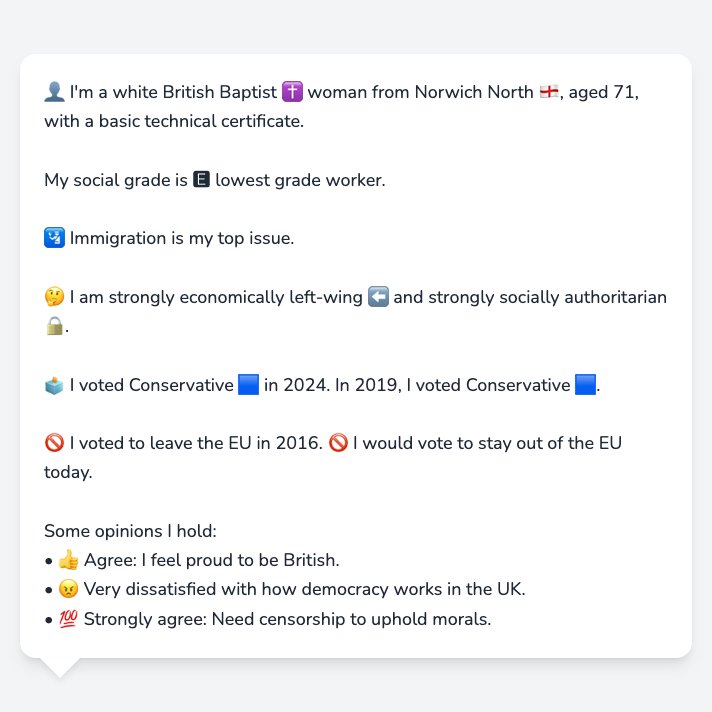 👤 I'm a white British Baptist ✝️ woman from Norwich North 🏴󠁧󠁢󠁥󠁮󠁧󠁿, aged 71,
with a basic technical certificate.
My social grade is 🅴 lowest grade worker.
🛂 Immigration is my top issue.
🤔 I am strongly economically left-wing ⬅️ and strongly socially authoritarian
🔒.
🗳️ I voted Conservative 🟦 in 2024. In 2019, I voted Conservative 🟦.
🚫 I voted to leave the EU in 2016. 🚫 I would vote to stay out of the EU
today.
Some opinions I hold:
• 👍 Agree: I feel proud to be British.
• 😠 Very dissatisfied with how democracy works in the UK.
• 💯 Strongly agree: Need censorship to uphold morals.